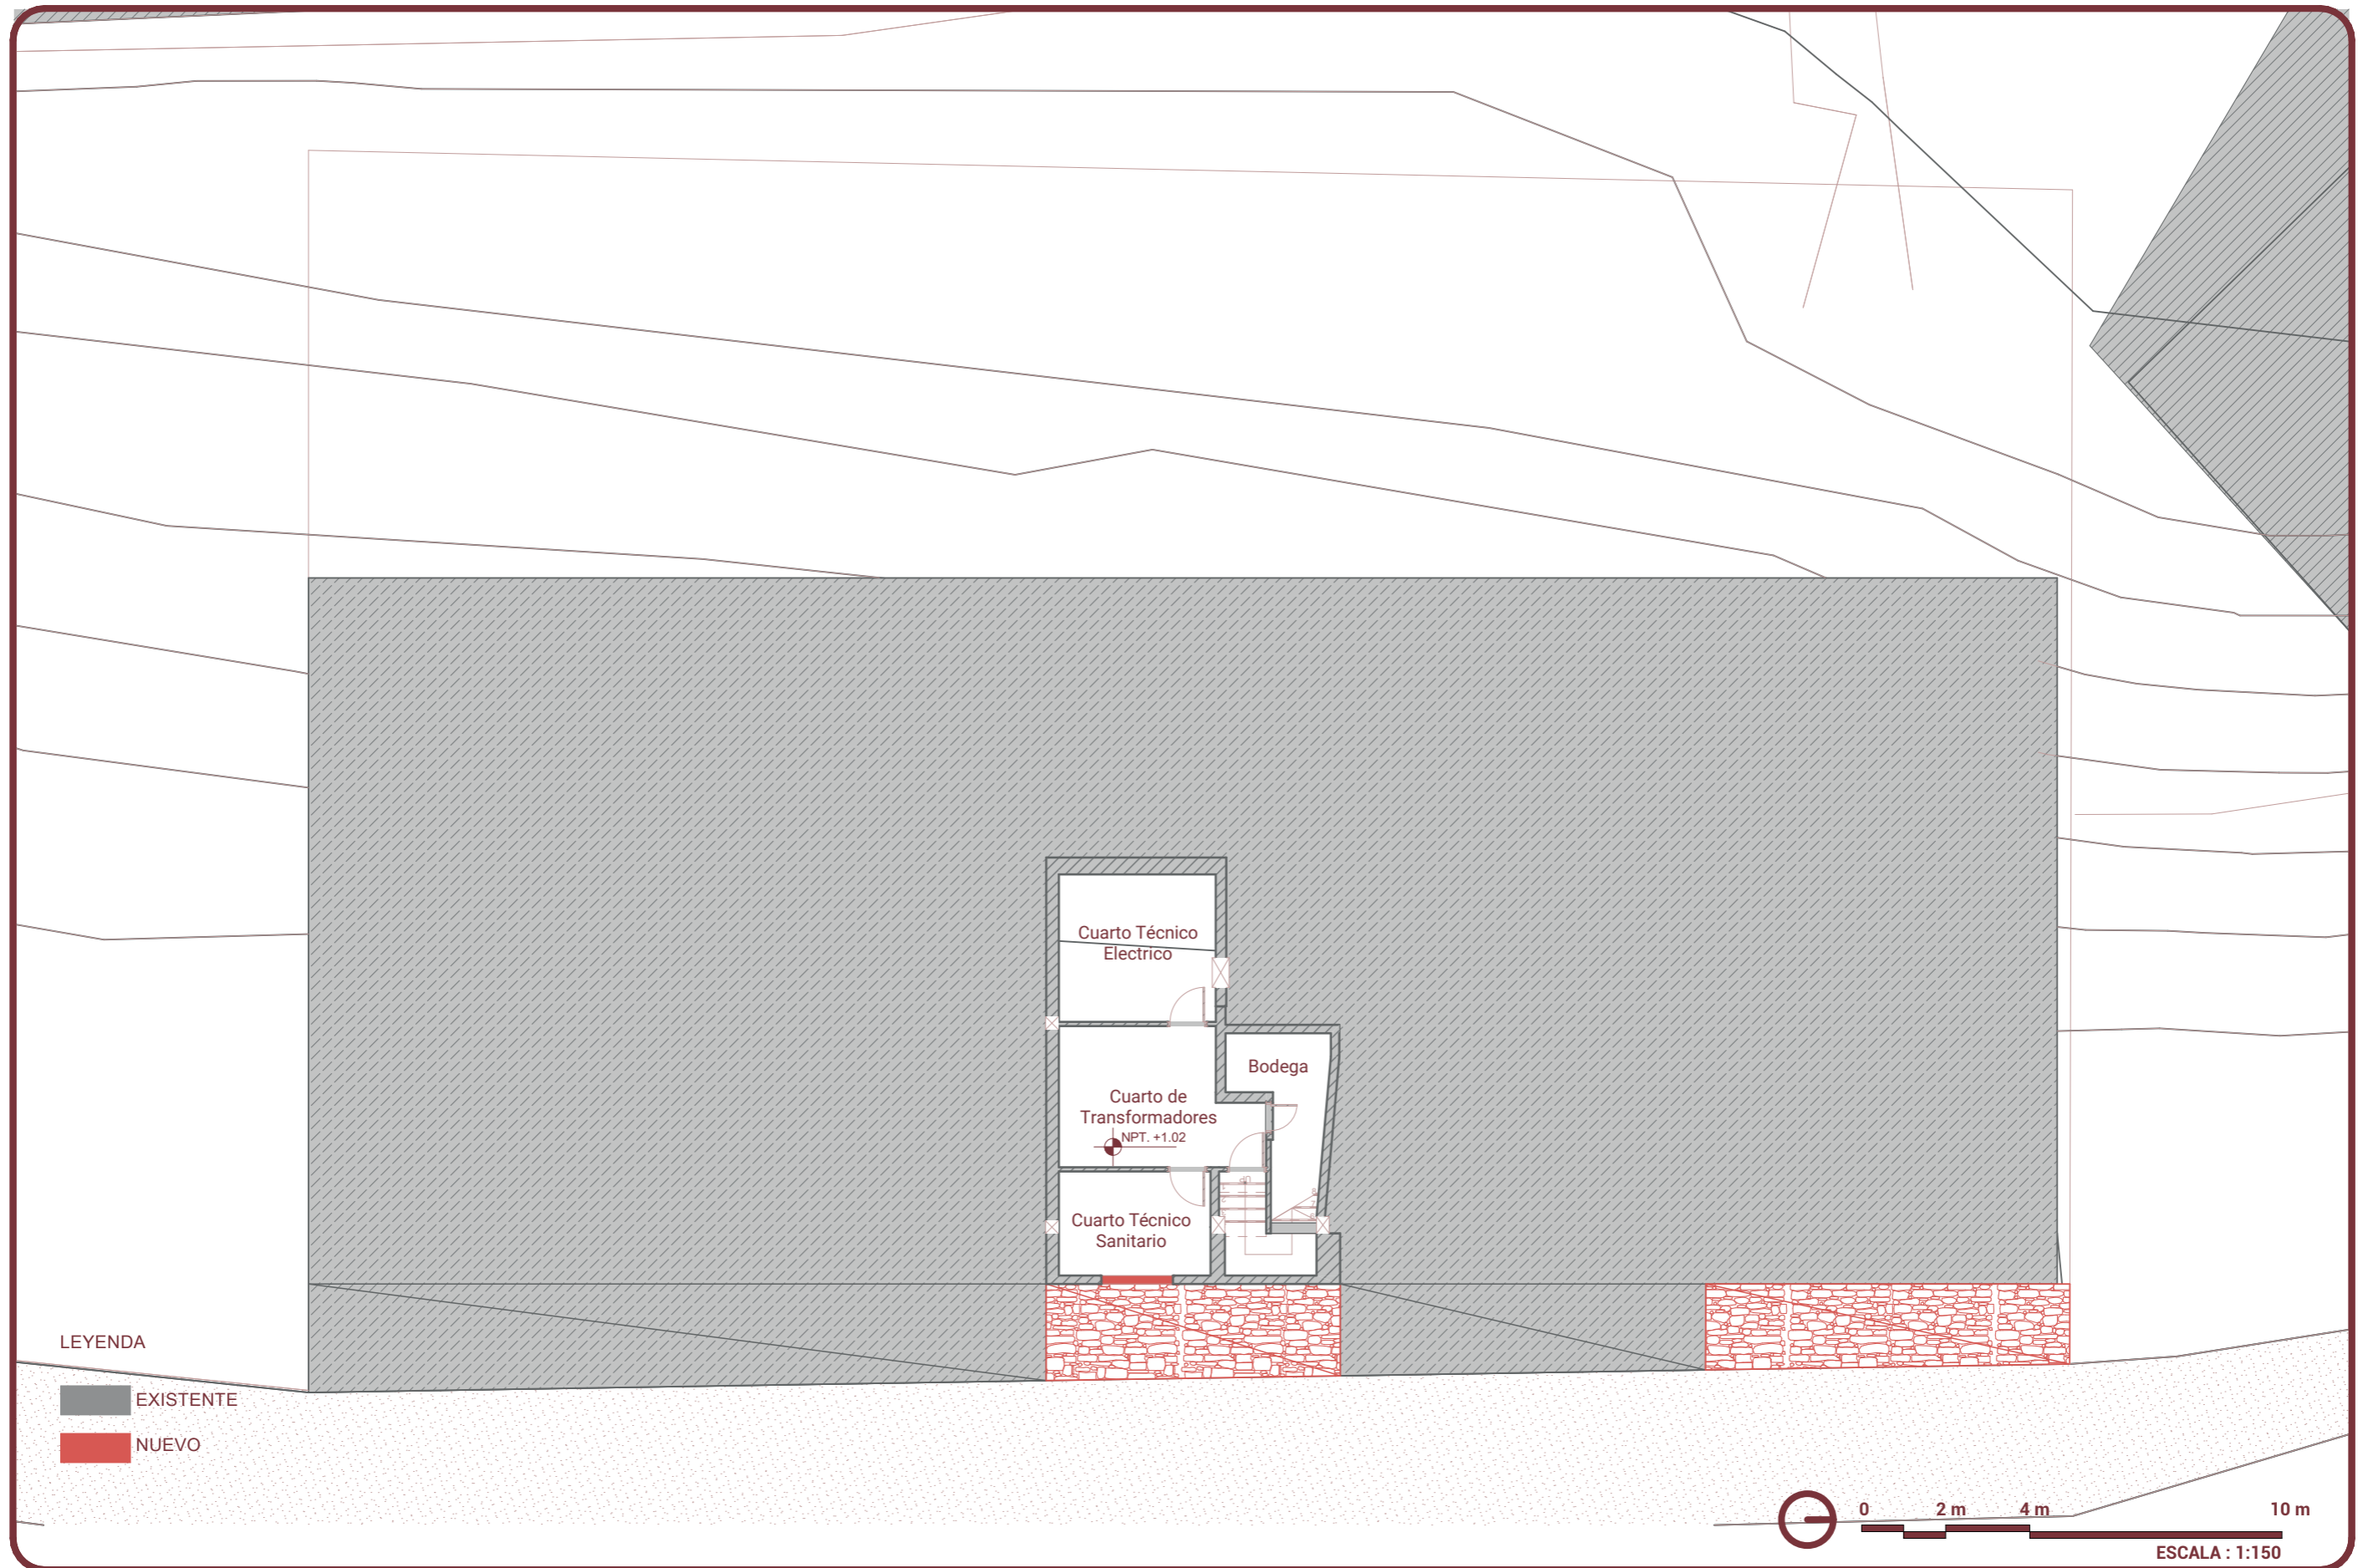 Cuarto Técnico
Electrico
Bodega
Cuarto de
Transformadores
NPT. +1.02
Cuarto Técnico
Sanitario
LEYENDA
EXISTENTE
NUEVO
0 2 m 4 m 10 m
ESCALA : 1:150